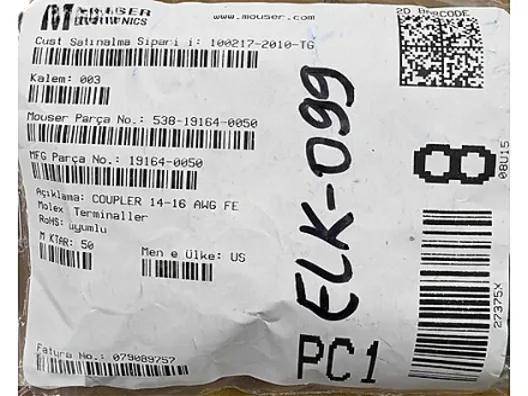 MOUSER ELECTRONICS
www.mouser.com
2D BARCODE
Cust Satınalma Sipari i: 100217-2010-TG
Kalem: 003
Mouser Parça No.: 538-19164-0050
MFG Parça No.: 19164-0050
Açıklama: COUPLER 14-16 AWG FE
Molex Terminaller
RoHS: uyumlu
M KTAR: 50
Men e Ülke: US
Fatura No.: 079089757
ELK-099
PC1
8
08U15
27375X